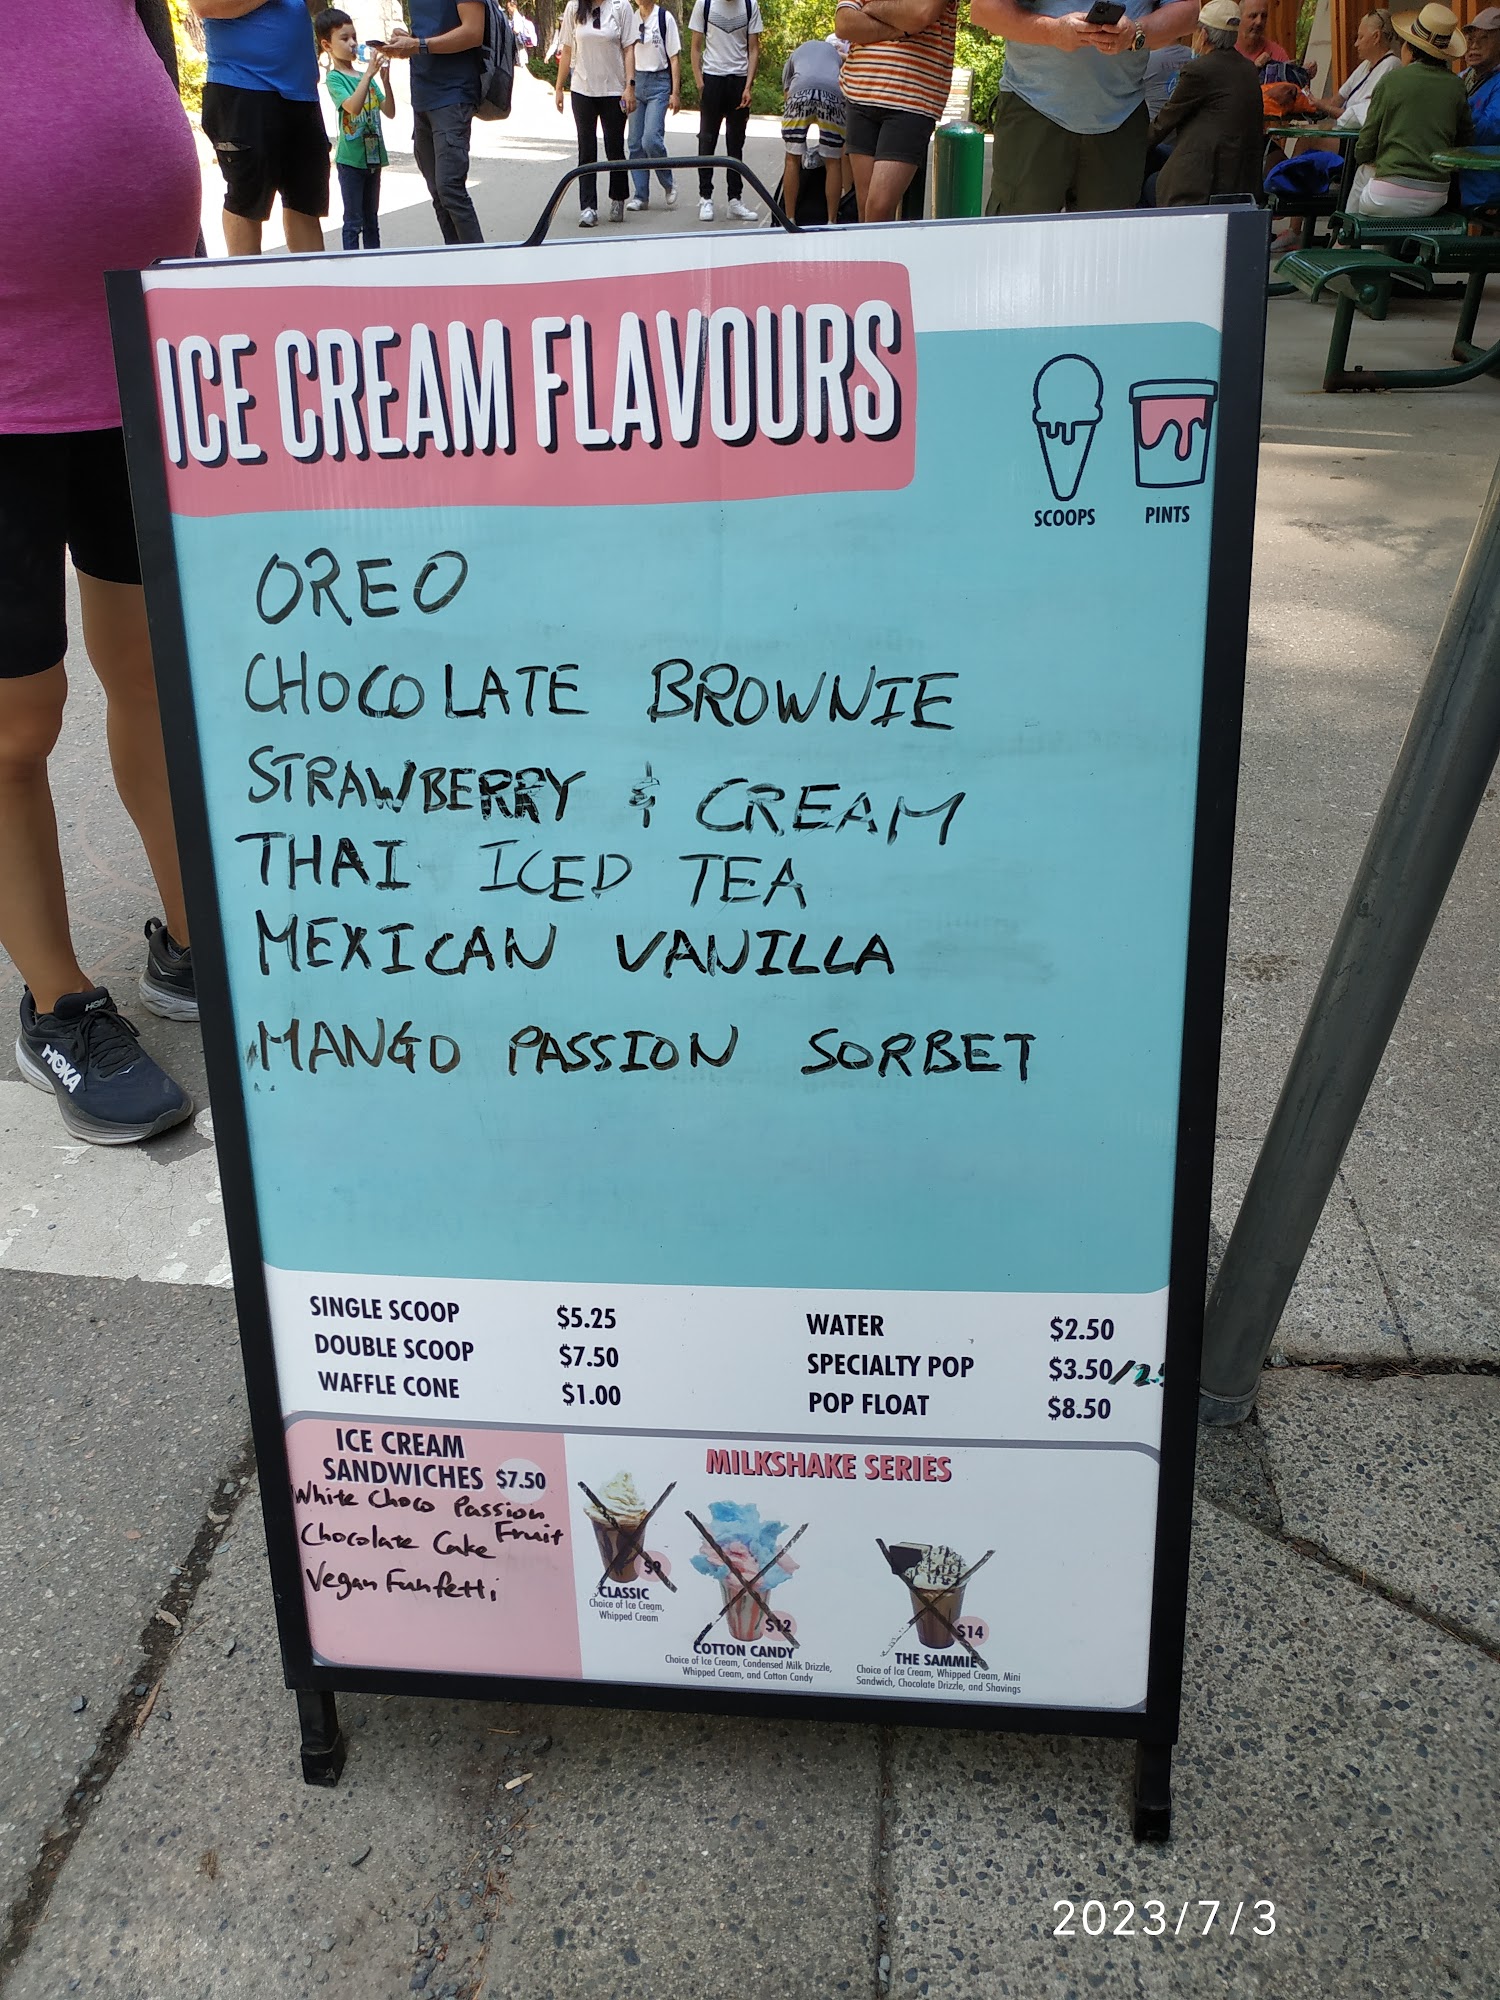 ICE CREAM FLAVOURS
SCOOPS
PINTS
OREO
CHOCOLATE BROWNIE
STRAWBERRY & CREAM
THAI ICED TEA
MEXICAN VANILLA
MANGO PASSION SORBET
SINGLE SCOOP $5.25
DOUBLE SCOOP $7.50
WAFFLE CONE $1.00
WATER $2.50
SPECIALTY POP $3.50
POP FLOAT $8.50
ICE CREAM
SANDWICHES $7.50
White Choco Passion
Fruit
Chocolate Cake
Vegan Funfetti
MILKSHAKE SERIES
$9
CLASSIC
Choice of Ice Cream,
Whipped Cream
$12
COTTON CANDY
Choice of Ice Cream, Condensed Milk Drizzle,
Whipped Cream, and Cotton Candy
$14
THE SAMMIE
Choice of Ice Cream, Whipped Cream, Mini
Sandwich, Chocolate Drizzle, and Shavings
HOKA
HOKA
2023/7/3